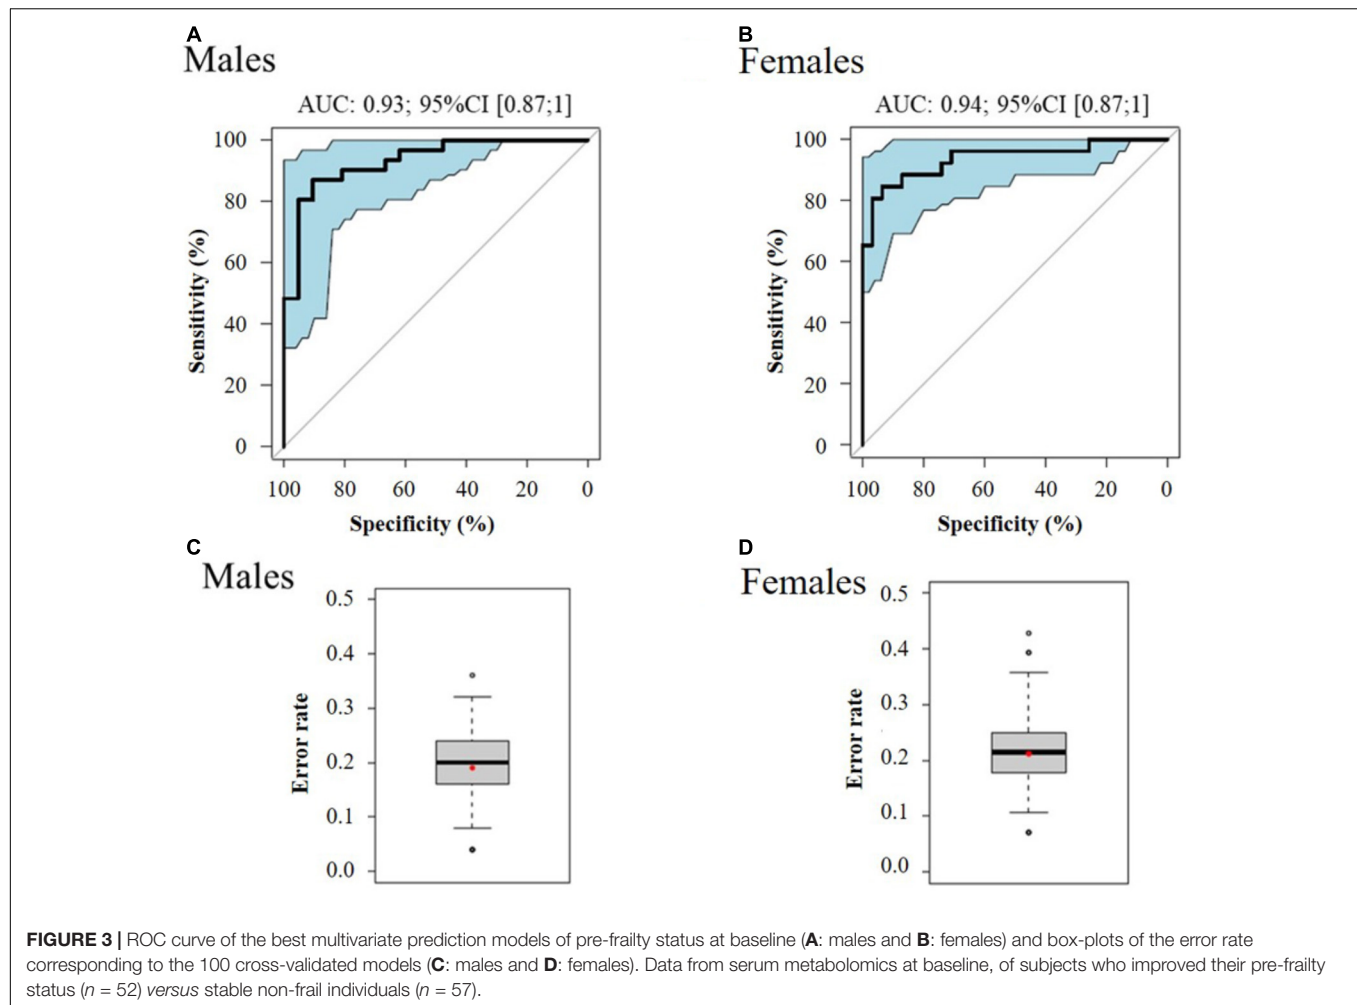 A
Males
AUC: 0.93; 95%CI [0.87;1]
100
80
60
40
20
0
Sensitivity (%)
100 80 60 40 20 0
Specificity (%)
B
Females
AUC: 0.94; 95%CI [0.87;1]
100
80
60
40
20
0
Sensitivity (%)
100 80 60 40 20 0
Specificity (%)
C
Males
0.5
0.4
0.3
0.2
0.1
0.0
Error rate
D
Females
0.5
0.4
0.3
0.2
0.1
0.0
Error rate
FIGURE 3 | ROC curve of the best multivariate prediction models of pre-frailty status at baseline (A: males and B: females) and box-plots of the error rate
corresponding to the 100 cross-validated models (C: males and D: females). Data from serum metabolomics at baseline, of subjects who improved their pre-frailty
status (n = 52) versus stable non-frail individuals (n = 57).